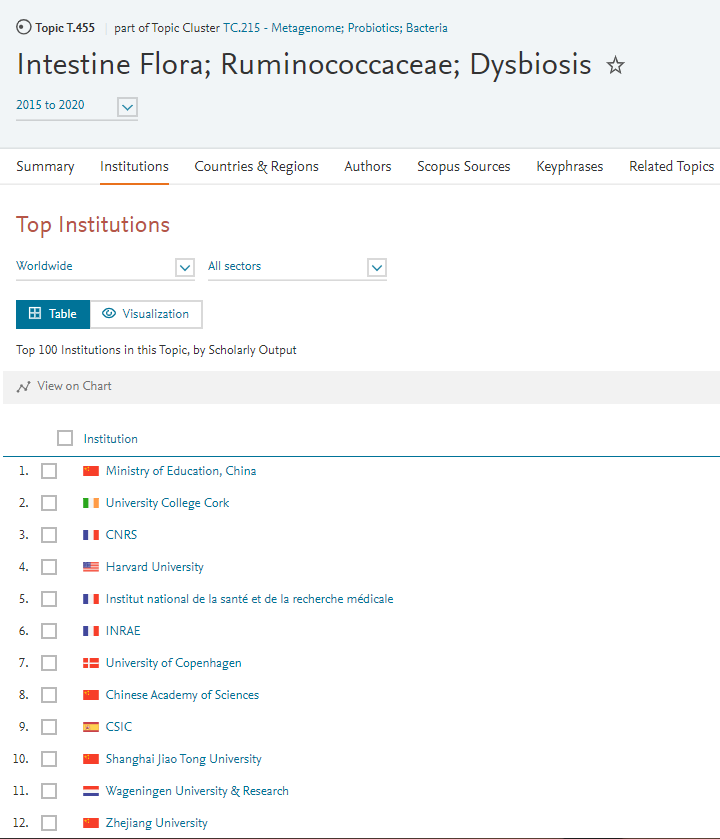 Topic T.455 part of Topic Cluster TC.215 - Metagenome; Probiotics; Bacteria
Intestine Flora; Ruminococcaceae; Dysbiosis
2015 to 2020
Summary Institutions Countries & Regions Authors Scopus Sources Keyphrases Related Topics
Top Institutions
Worldwide All sectors
Table Visualization
Top 100 Institutions in this Topic, by Scholarly Output
View on Chart
Institution
1. Ministry of Education, China
2. University College Cork
3. CNRS
4. Harvard University
5. Institut national de la santé et de la recherche médicale
6. INRAE
7. University of Copenhagen
8. Chinese Academy of Sciences
9. CSIC
10. Shanghai Jiao Tong University
11. Wageningen University & Research
12. Zhejiang University